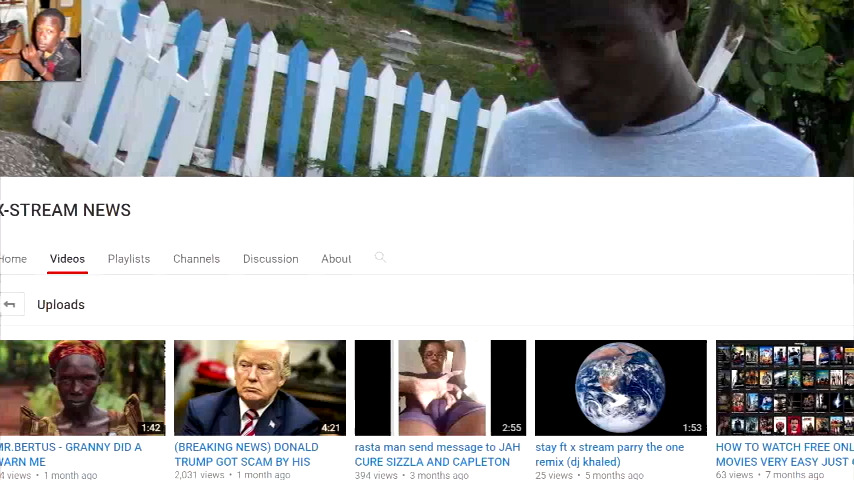 X-STREAM NEWS
Home Videos Playlists Channels Discussion About
Uploads
1:42 4:21 2:55 1:53
MR.BERTUS - GRANNY DID A
WARN ME
views • 1 month ago
(BREAKING NEWS) DONALD
TRUMP GOT SCAM BY HIS
2,031 views • 1 month ago
rasta man send message to JAH
CURE SIZZLA AND CAPLETON
394 views • 3 months ago
stay ft x stream parry the one
remix (dj khaled)
25 views • 5 months ago
HOW TO WATCH FREE ONL
MOVIES VERY EASY JUST
63 views • 7 months ago